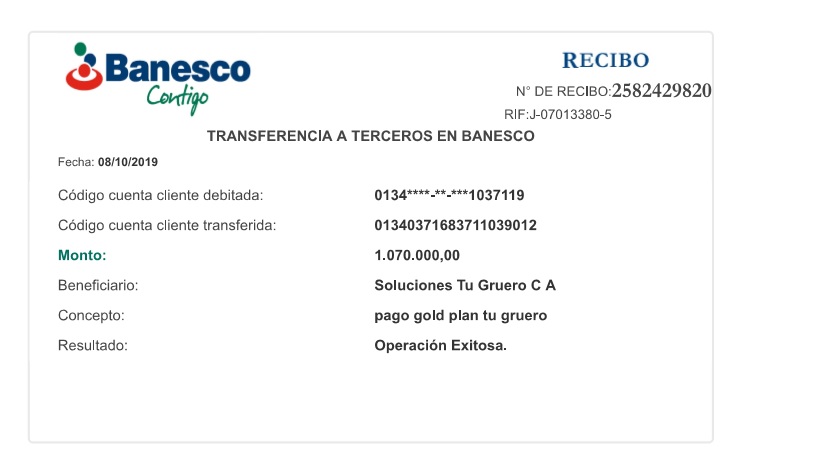 Banesco
Contigo
RECIBO
N° DE RECIBO:2582429820
RIF:J-07013380-5
TRANSFERENCIA A TERCEROS EN BANESCO
Fecha: 08/10/2019
Código cuenta cliente debitada: 0134****-**-***1037119
Código cuenta cliente transferida: 01340371683711039012
Monto: 1.070.000,00
Beneficiario: Soluciones Tu Gruero C A
Concepto: pago gold plan tu gruero
Resultado: Operación Exitosa.